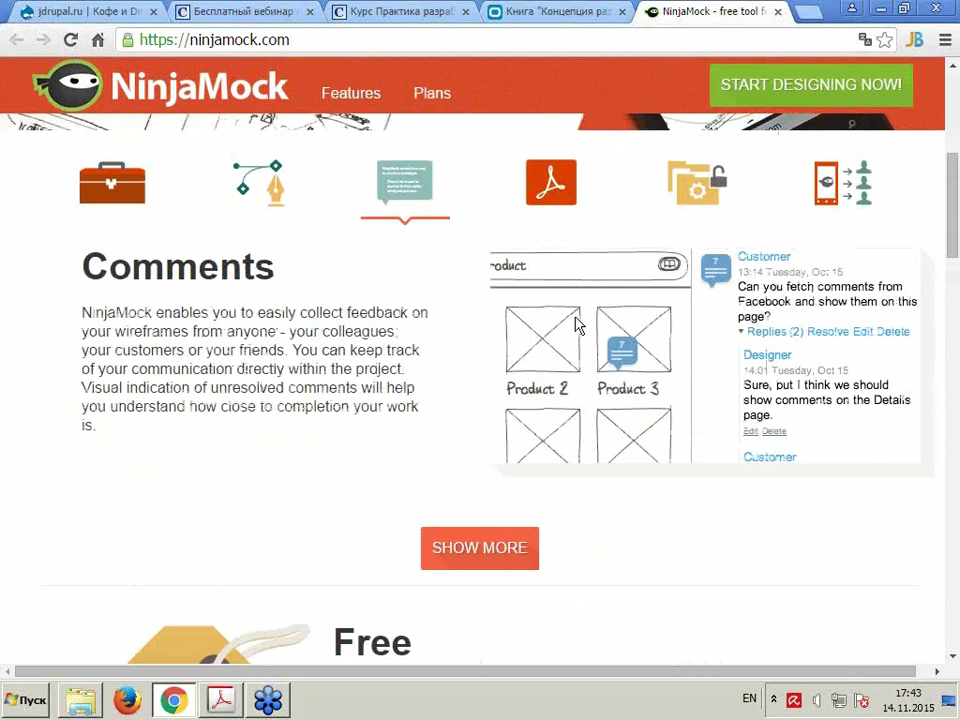 jdrupal.ru | Кофе и D
Бесплатный вебинар
Курс Практика разраб
Книга "Концепция раз
NinjaMock - free tool f
https://ninjamock.com
JB
NinjaMock
Features
Plans
START DESIGNING NOW!
Comments
NinjaMock enables you to easily collect feedback on
your wireframes from anyone - your colleagues,
your customers or your friends. You can keep track
of your communication directly within the project.
Visual indication of unresolved comments will help
you understand how close to completion your work
is.
roduct
7
Product 2
Product 3
7
Customer
13:14 Tuesday, Oct 15
Can you fetch comments from
Facebook and show them on this
page?
Replies (2) Resolve Edit Delete
Designer
14:01 Tuesday, Oct 15
Sure, but I think we should
show comments on the Details
page.
Edit Delete
Customer
SHOW MORE
Free
Пуск
EN
17:43
14.11.2015